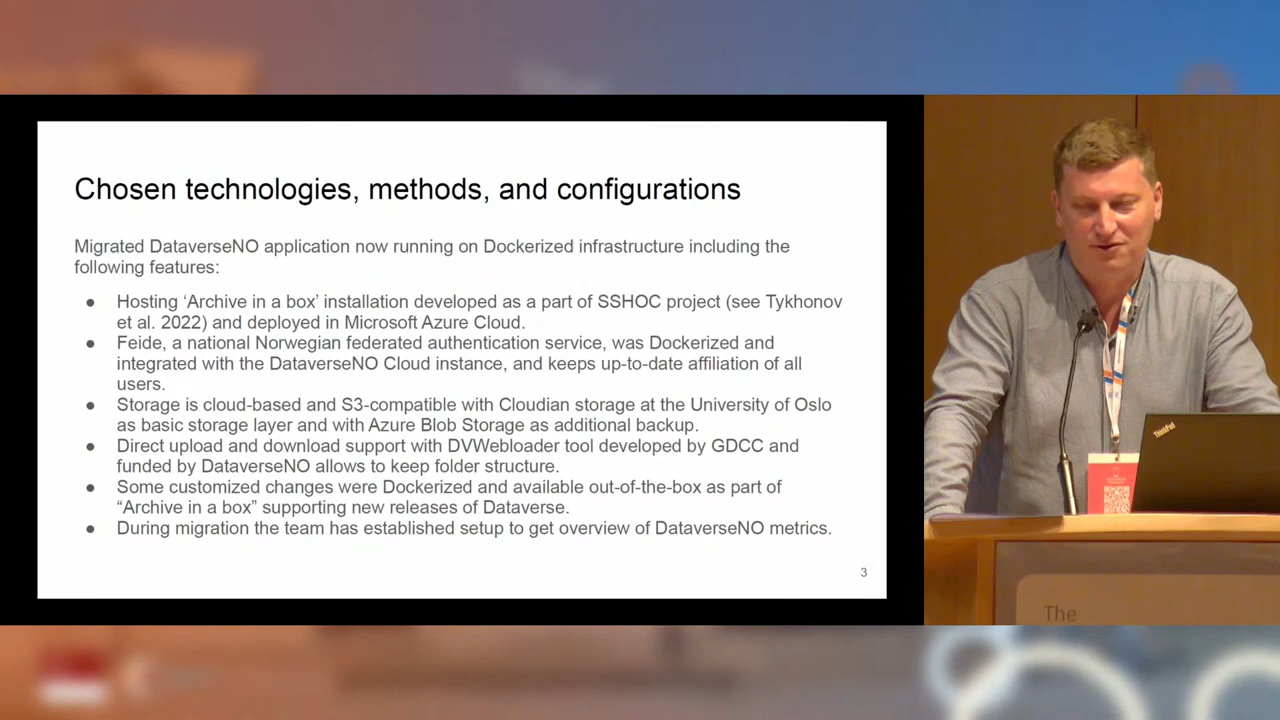 Chosen technologies, methods, and configurations
Migrated DataverseNO application now running on Dockerized infrastructure including the
following features:
● Hosting ‘Archive in a box’ installation developed as a part of SSHOC project (see Tykhonov
et al. 2022) and deployed in Microsoft Azure Cloud.
● Feide, a national Norwegian federated authentication service, was Dockerized and
integrated with the DataverseNO Cloud instance, and keeps up-to-date affiliation of all
users.
● Storage is cloud-based and S3-compatible with Cloudian storage at the University of Oslo
as basic storage layer and with Azure Blob Storage as additional backup.
● Direct upload and download support with DVWebloader tool developed by GDCC and
funded by DataverseNO allows to keep folder structure.
● Some customized changes were Dockerized and available out-of-the-box as part of
“Archive in a box” supporting new releases of Dataverse.
● During migration the team has established setup to get overview of DataverseNO metrics.
3
ThinkPad
The